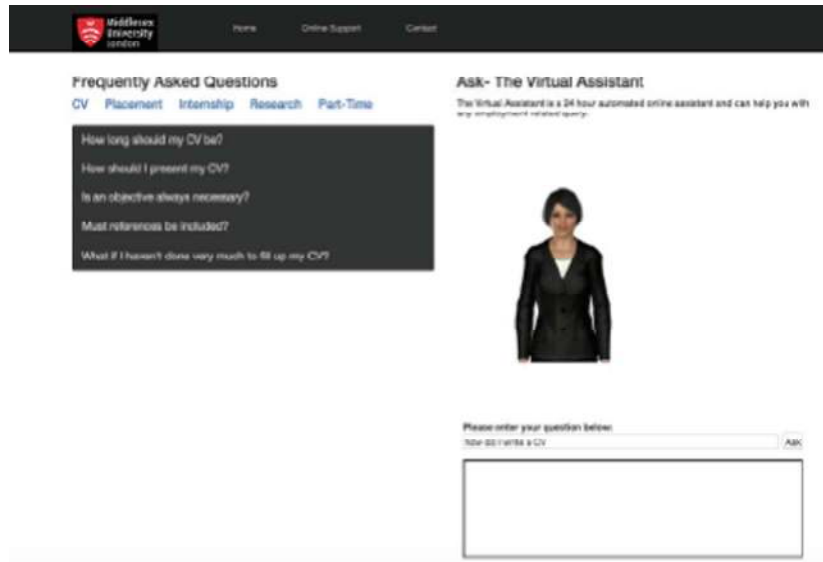 Middlesex
University
London
Home Online Support Contact
Frequently Asked Questions
CV Placement Internship Research Part-Time
How long should my CV be?
How should I present my CV?
Is an objective always necessary?
Must references be included?
What if I haven't done very much to fill up my CV?
Ask- The Virtual Assistant
The Virtual Assistant is a 24 hour automated online assistant and can help you with
any employment related query.
Please enter your question below:
how do i write a CV
Ask